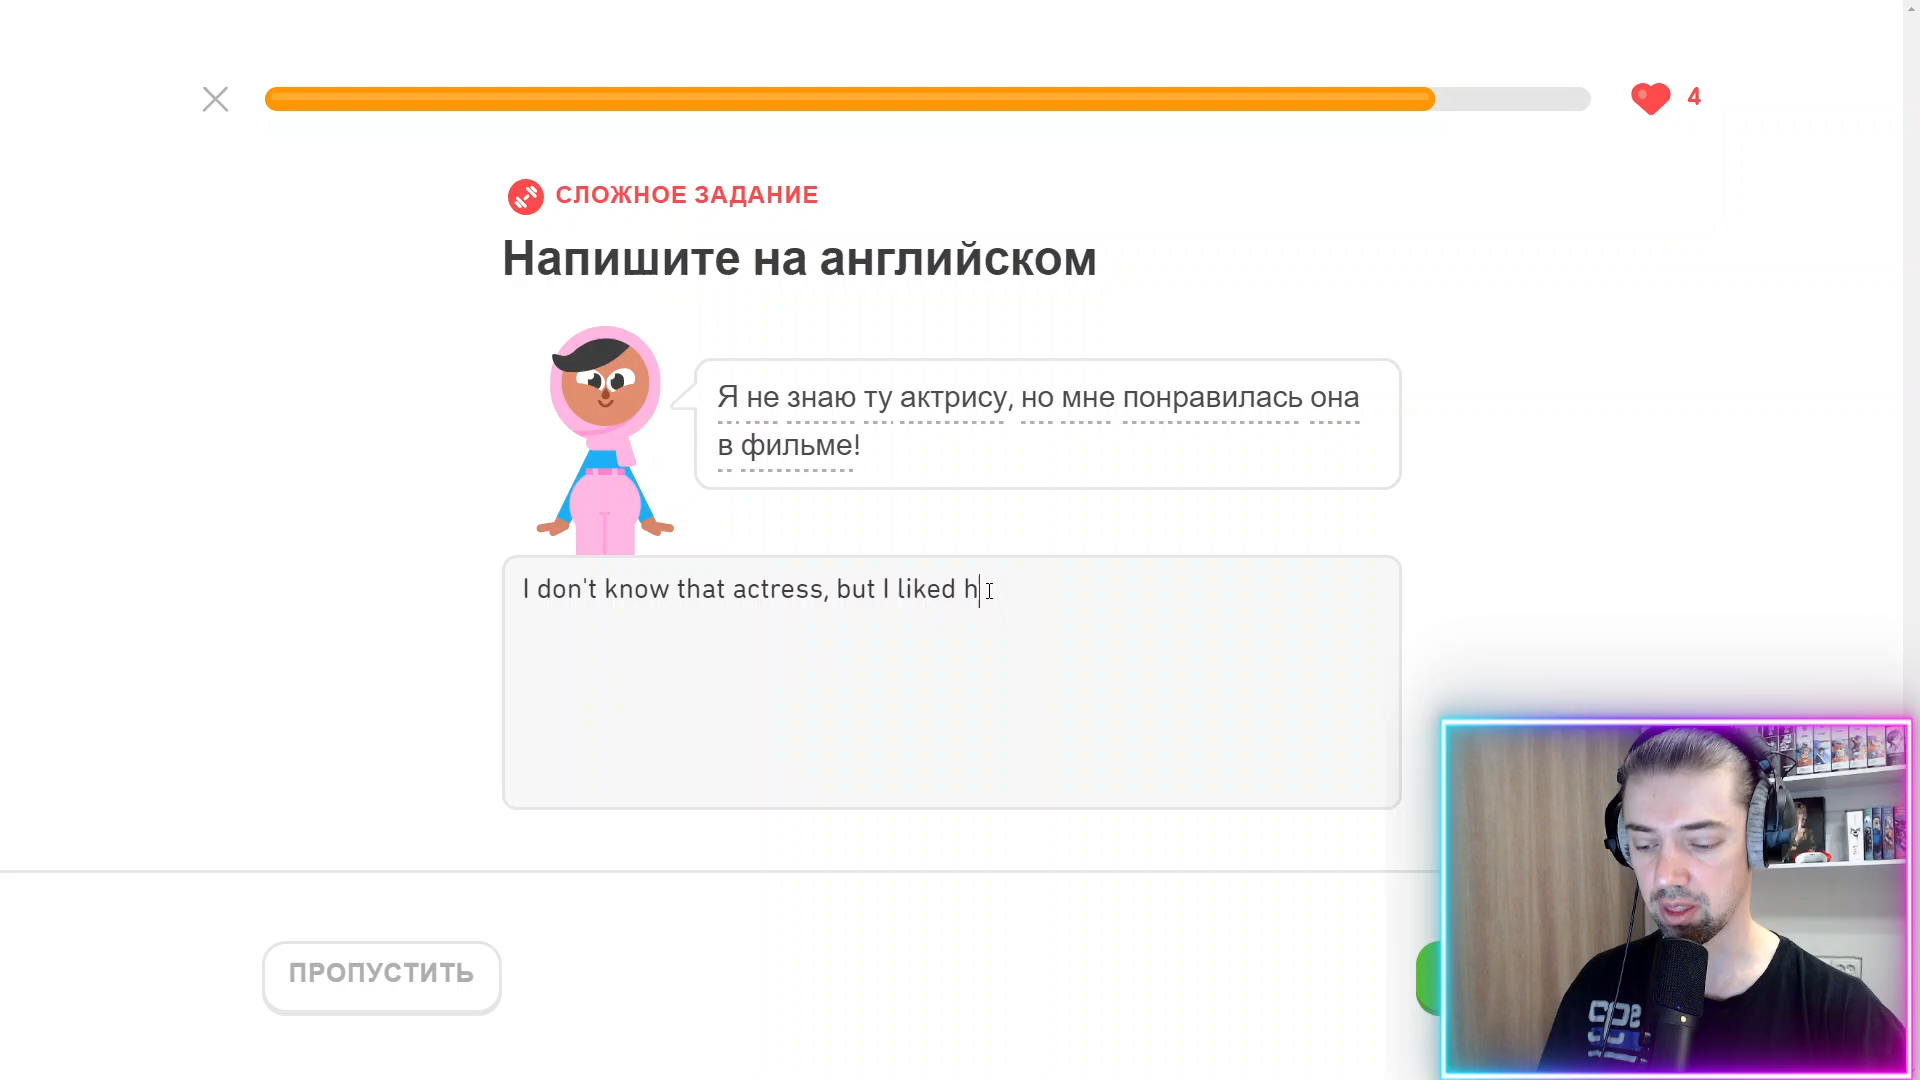 4
СЛОЖНОЕ ЗАДАНИЕ
Напишите на английском
Я не знаю ту актрису, но мне понравилась она
в фильме!
I don't know that actress, but I liked h
ПРОПУСТИТЬ